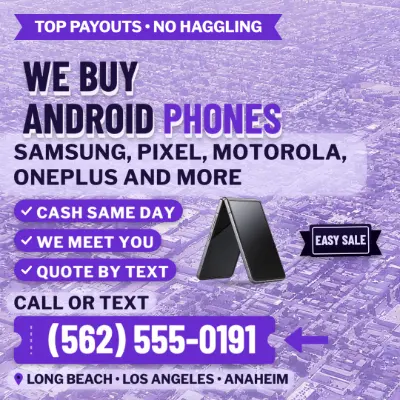 TOP PAYOUTS • NO HAGGLING
WE BUY
ANDROID PHONES
SAMSUNG, PIXEL, MOTOROLA,
ONEPLUS AND MORE
CASH SAME DAY
WE MEET YOU
QUOTE BY TEXT
EASY SALE
CALL OR TEXT
(562) 555-0191
LONG BEACH • LOS ANGELES • ANAHEIM